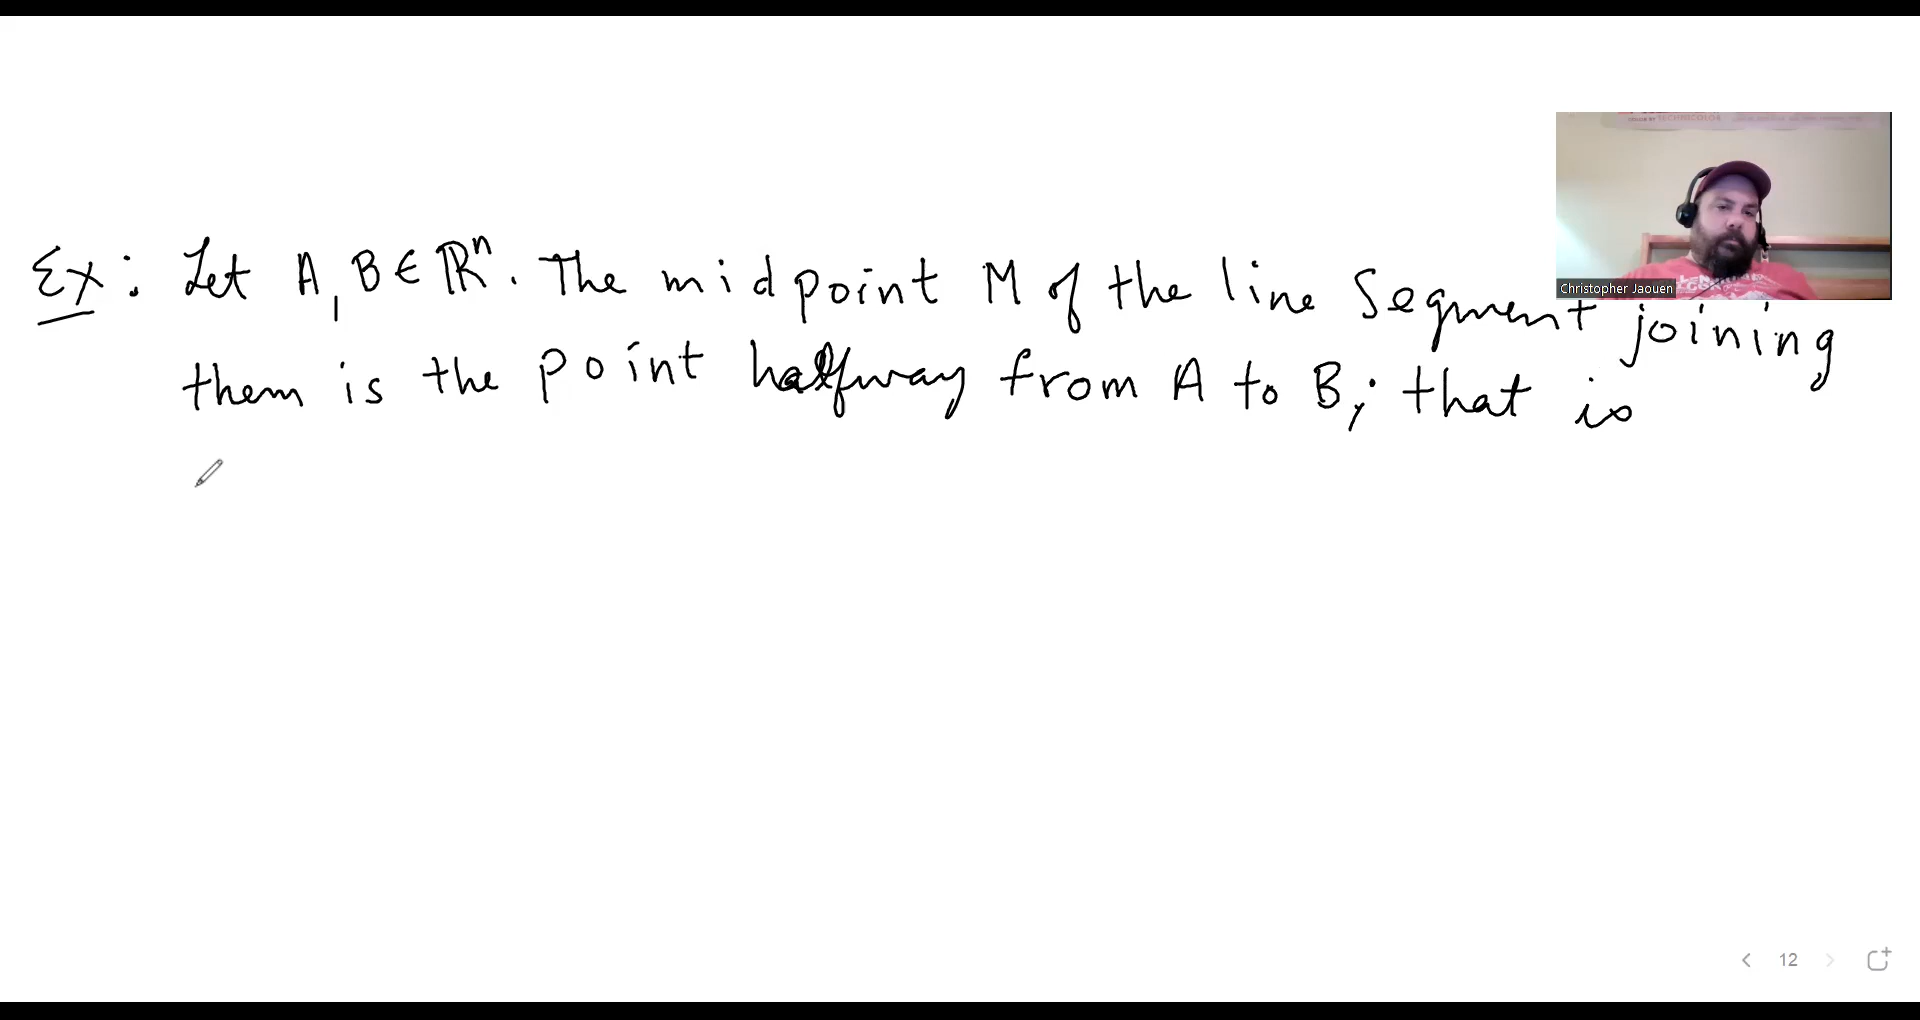 TECHNICOLOR
Christopher Jaouen
Ex: Let A, B ∈ ℝⁿ. The midpoint M of the line segment joining
them is the point halfway from A to B; that is
12